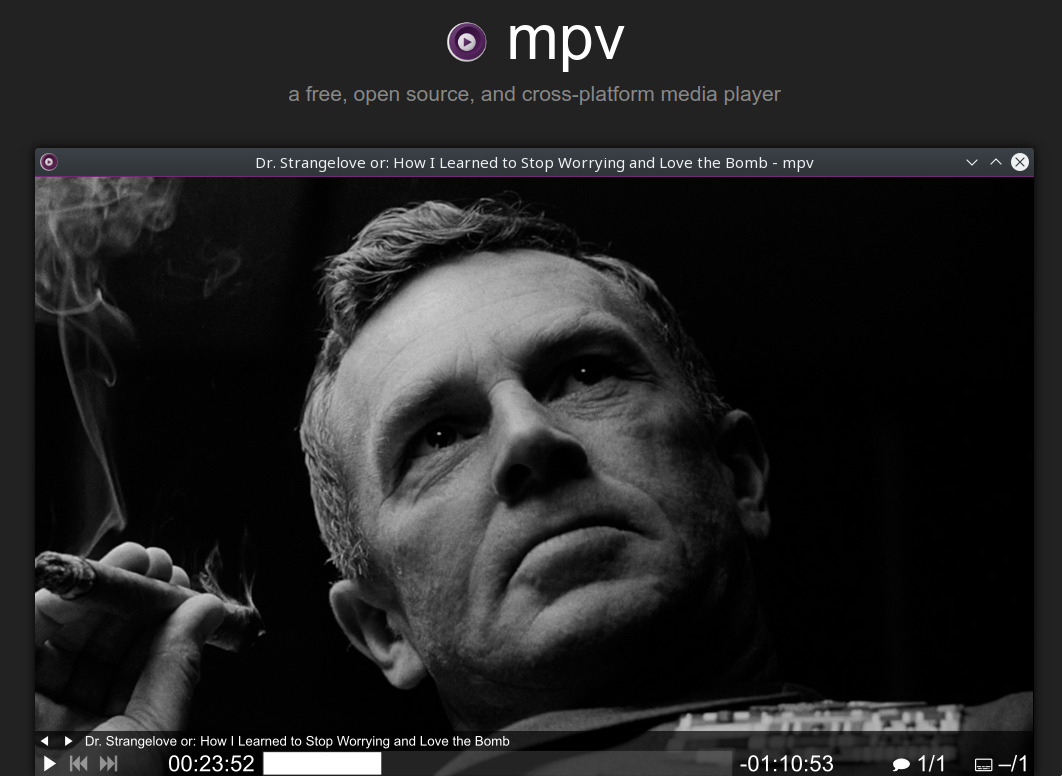 mpv
a free, open source, and cross-platform media player
Dr. Strangelove or: How I Learned to Stop Worrying and Love the Bomb - mpv
Dr. Strangelove or: How I Learned to Stop Worrying and Love the Bomb
00:23:52 -01:10:53 1/1 –/1